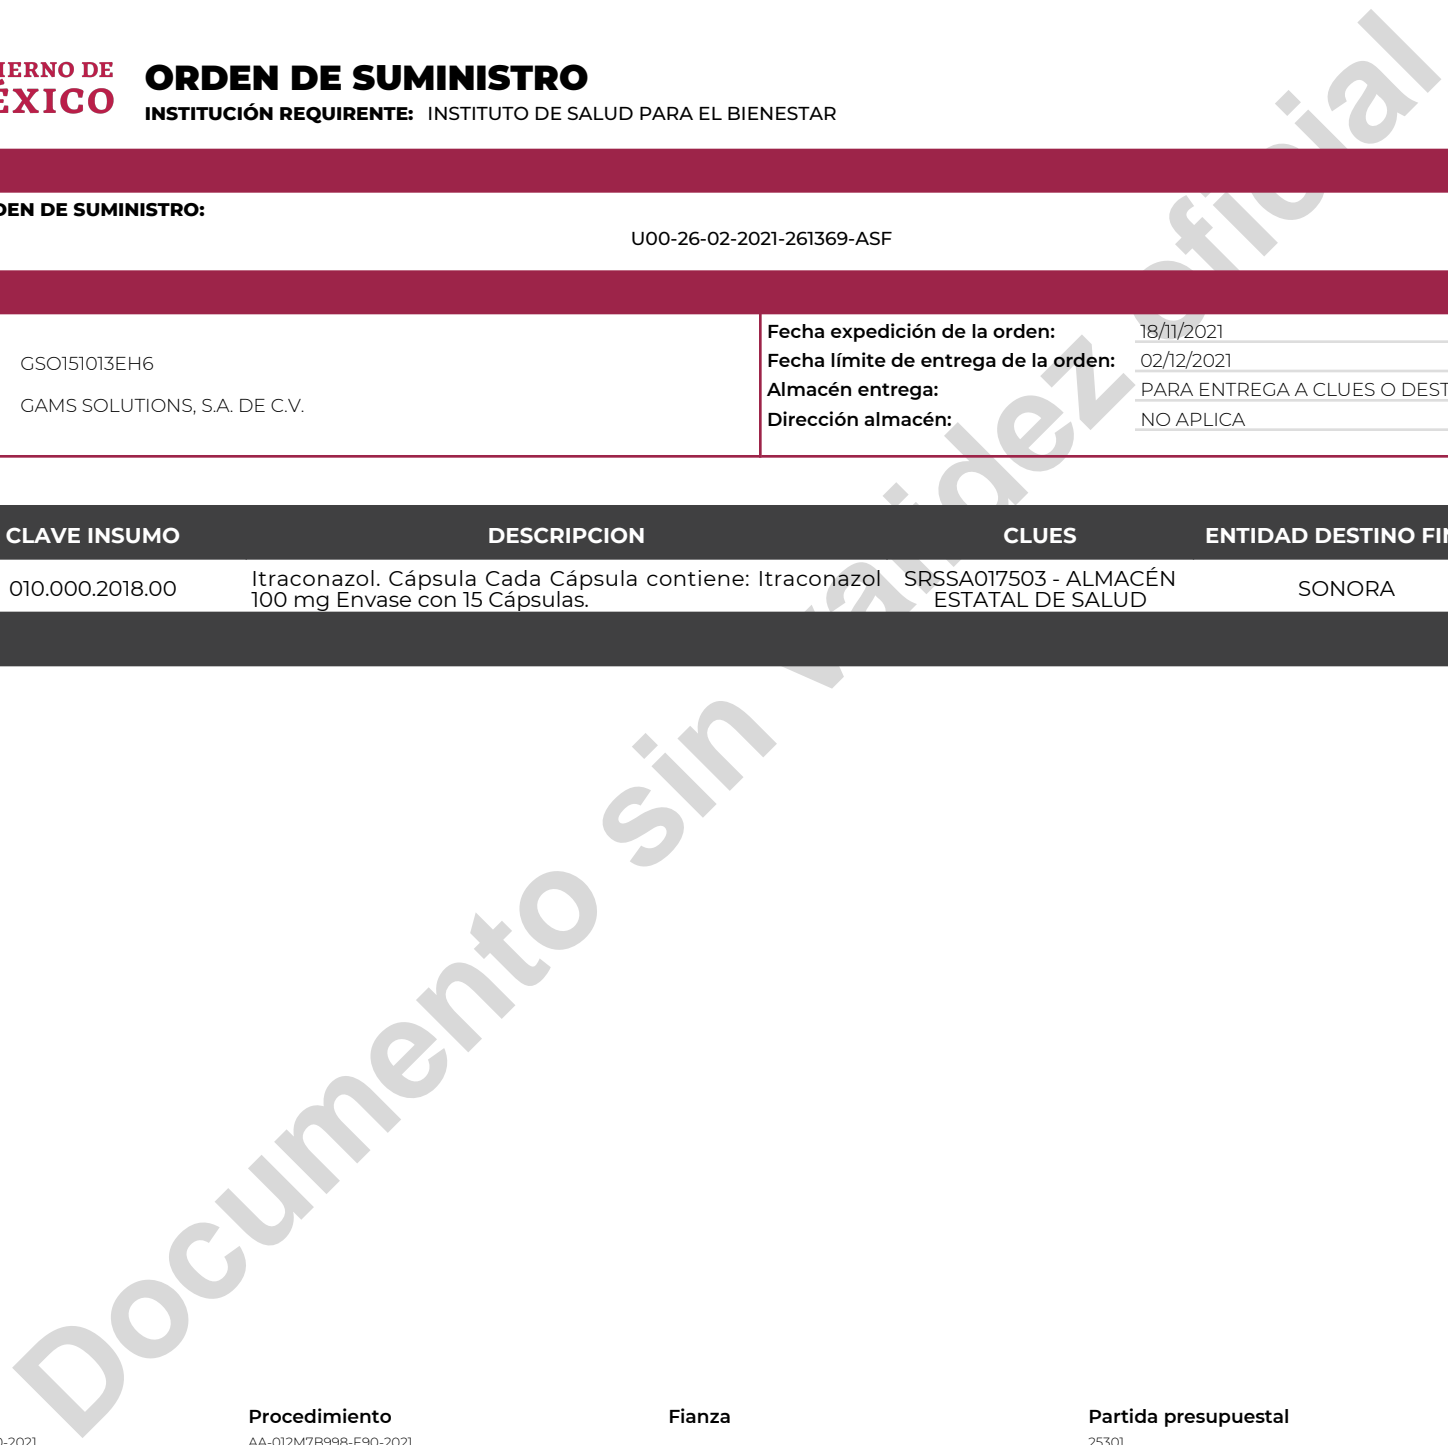 IERNO DE
ÉXICO
ORDEN DE SUMINISTRO
INSTITUCIÓN REQUIRENTE: INSTITUTO DE SALUD PARA EL BIENESTAR
DEN DE SUMINISTRO:
U00-26-02-2021-261369-ASF
GSO151013EH6
GAMS SOLUTIONS, S.A. DE C.V.
Fecha expedición de la orden: 18/11/2021
Fecha límite de entrega de la orden: 02/12/2021
Almacén entrega: PARA ENTREGA A CLUES O DEST
Dirección almacén: NO APLICA
CLAVE INSUMO DESCRIPCION CLUES ENTIDAD DESTINO FIN
010.000.2018.00 Itraconazol. Cápsula Cada Cápsula contiene: Itraconazol 100 mg Envase con 15 Cápsulas. SRSSA017503 - ALMACÉN ESTATAL DE SALUD SONORA
Documento sin validez oficial
Procedimiento Fianza Partida presupuestal
0-2021 AA-012M7B998-E90-2021 25301